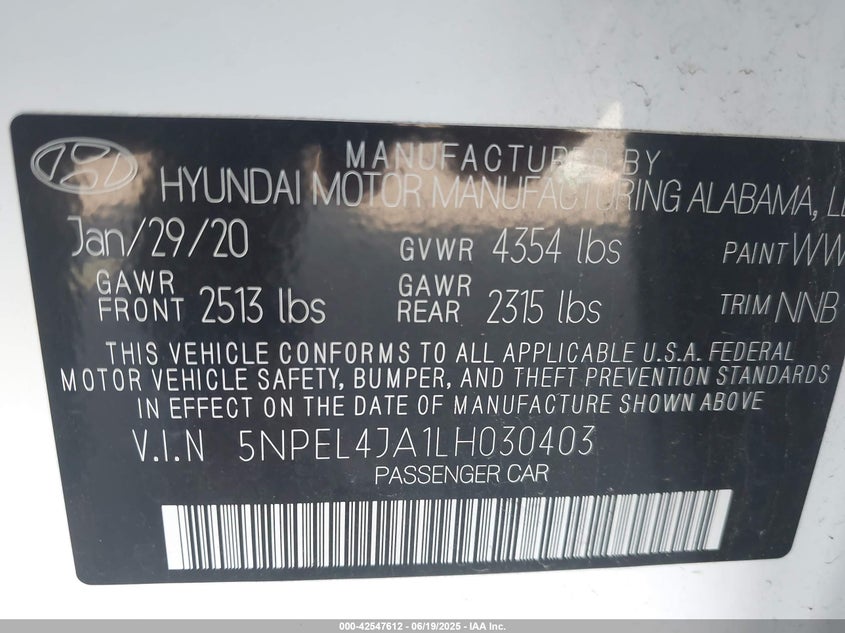 MANUFACTURED BY
HYUNDAI MOTOR MANUFACTURING ALABAMA, LL
Jan/29/20 GVWR 4354 lbs PAINT WW
GAWR FRONT 2513 lbs GAWR REAR 2315 lbs TRIM NNB
THIS VEHICLE CONFORMS TO ALL APPLICABLE U.S.A. FEDERAL
MOTOR VEHICLE SAFETY, BUMPER, AND THEFT PREVENTION STANDARDS
IN EFFECT ON THE DATE OF MANUFACTURE SHOWN ABOVE
V.I.N 5NPEL4JA1LH030403
PASSENGER CAR
000-42547612 - 06/19/2025 - IAA Inc.